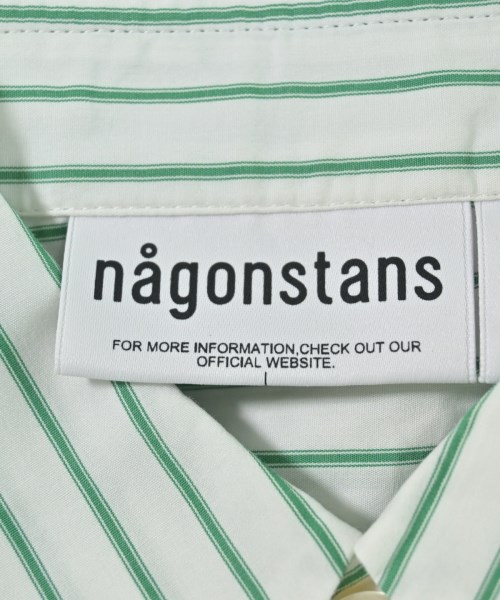 någonstans
FOR MORE INFORMATION,CHECK OUT OUR
OFFICIAL WEBSITE.